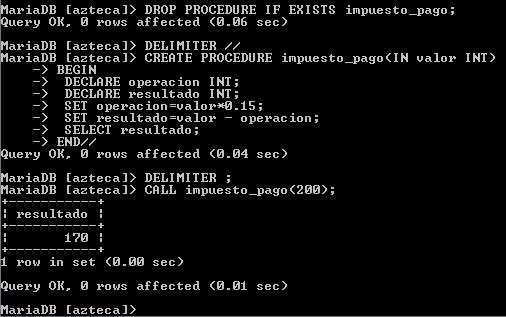 MariaDB [azteca]> DROP PROCEDURE IF EXISTS impuesto_pago;
Query OK, 0 rows affected (0.06 sec)

MariaDB [azteca]> DELIMITER //
MariaDB [azteca]> CREATE PROCEDURE impuesto_pago(IN valor INT)
    -> BEGIN
    ->  DECLARE operacion INT;
    ->  DECLARE resultado INT;
    ->  SET operacion=valor*0.15;
    ->  SET resultado=valor - operacion;
    ->  SELECT resultado;
    -> END//
Query OK, 0 rows affected (0.04 sec)

MariaDB [azteca]> DELIMITER ;
MariaDB [azteca]> CALL impuesto_pago(200);
+-----------+
¦ resultado ¦
+-----------+
¦       170 ¦
+-----------+
1 row in set (0.00 sec)

Query OK, 0 rows affected (0.01 sec)

MariaDB [azteca]>